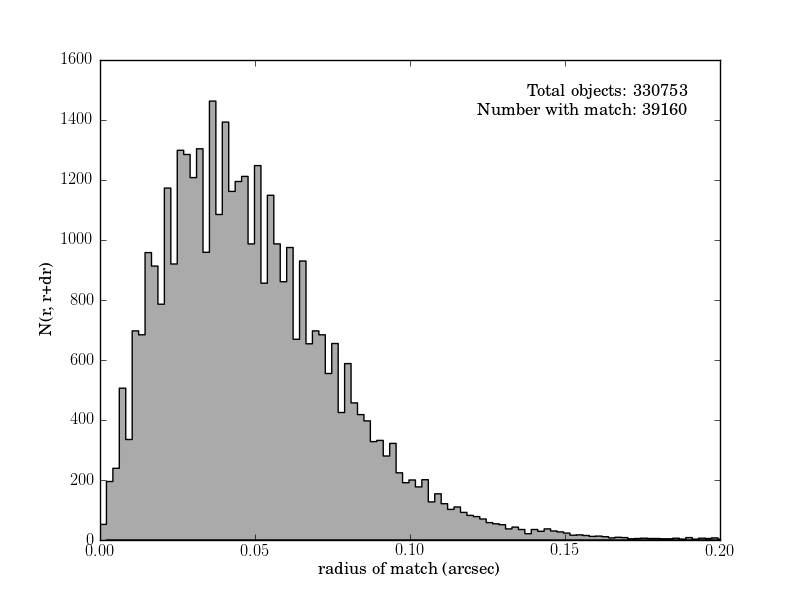 1600
1400
1200
1000
800
600
400
200
0
N(r, r+dr)
Total objects: 330753
Number with match: 39160
0.00 0.05 0.10 0.15 0.20
radius of match (arcsec)